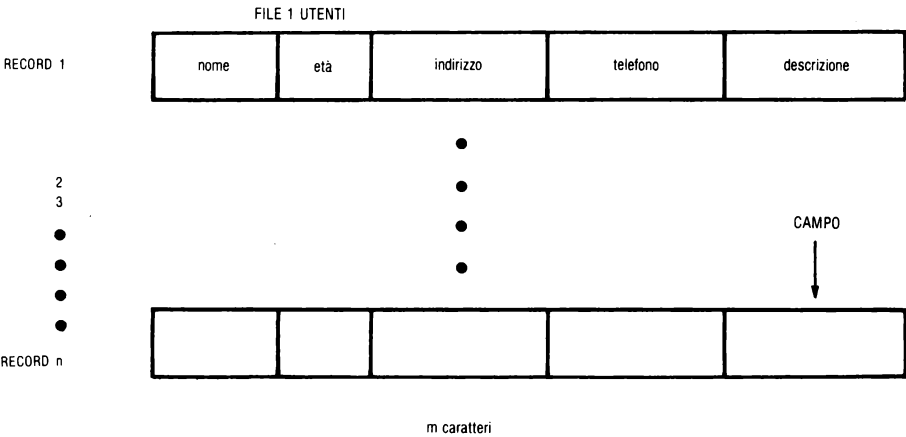 FILE 1 UTENTI
RECORD 1
nome età indirizzo telefono descrizione
2
3
CAMPO
RECORD n
m caratteri